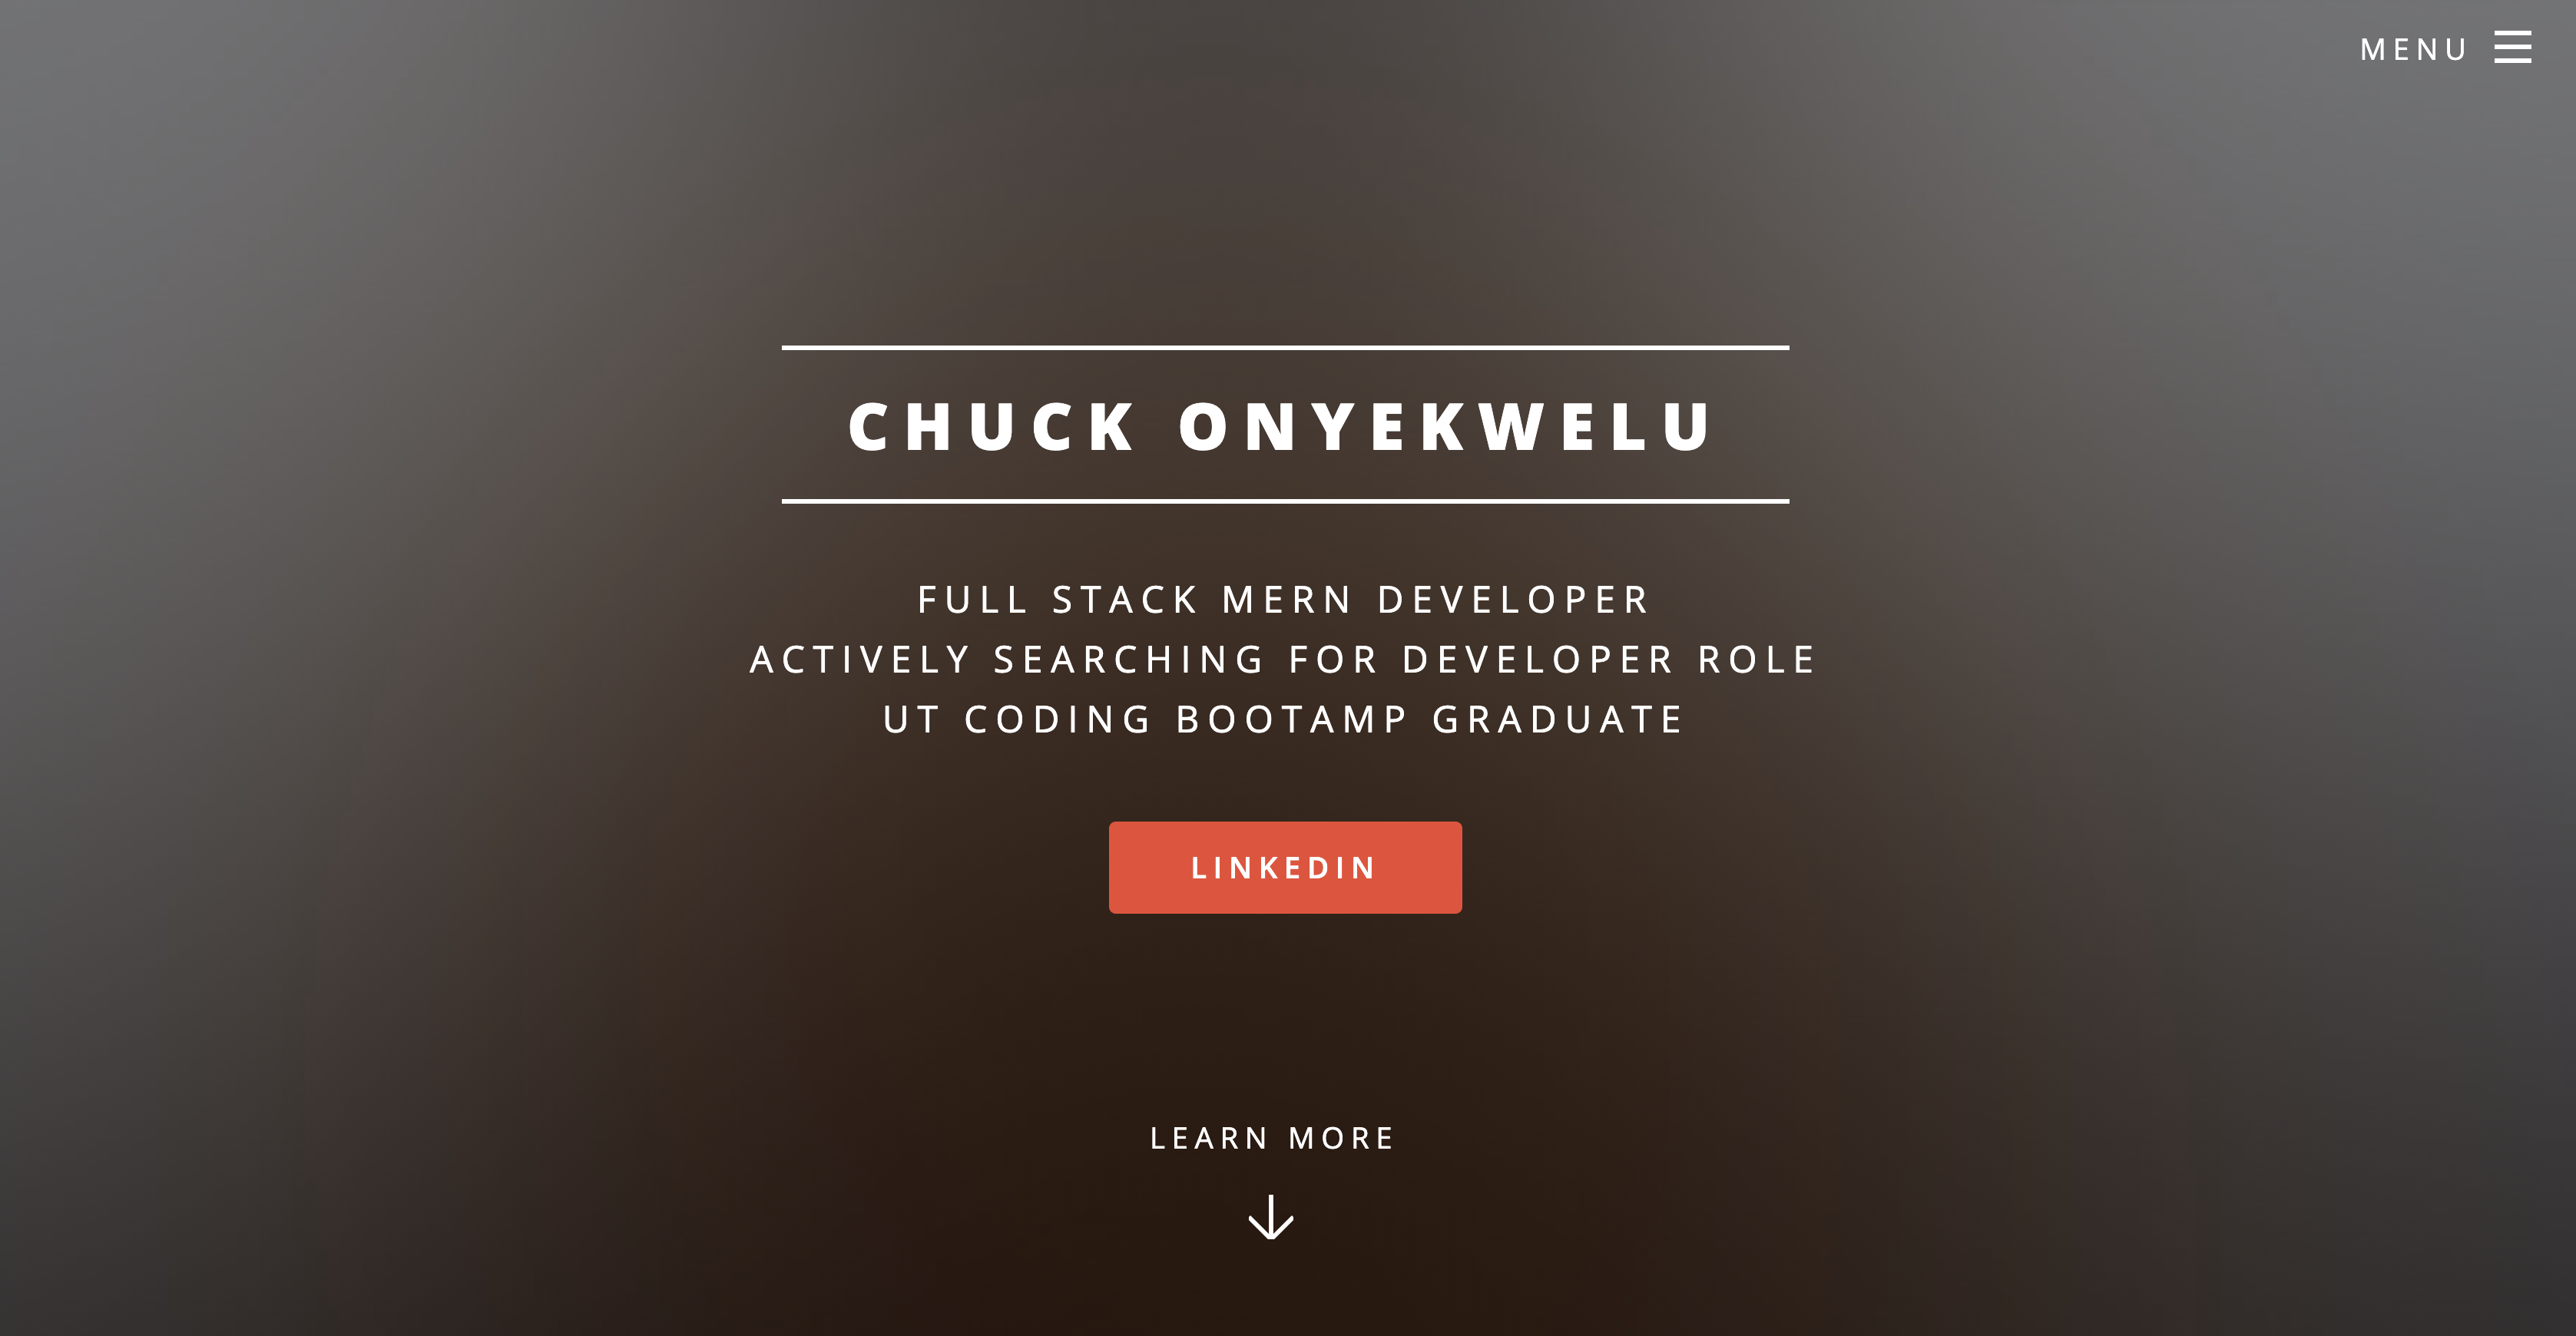 MENU
CHUCK ONYEKWELU
FULL STACK MERN DEVELOPER
ACTIVELY SEARCHING FOR DEVELOPER ROLE
UT CODING BOOTAMP GRADUATE
LINKEDIN
LEARN MORE